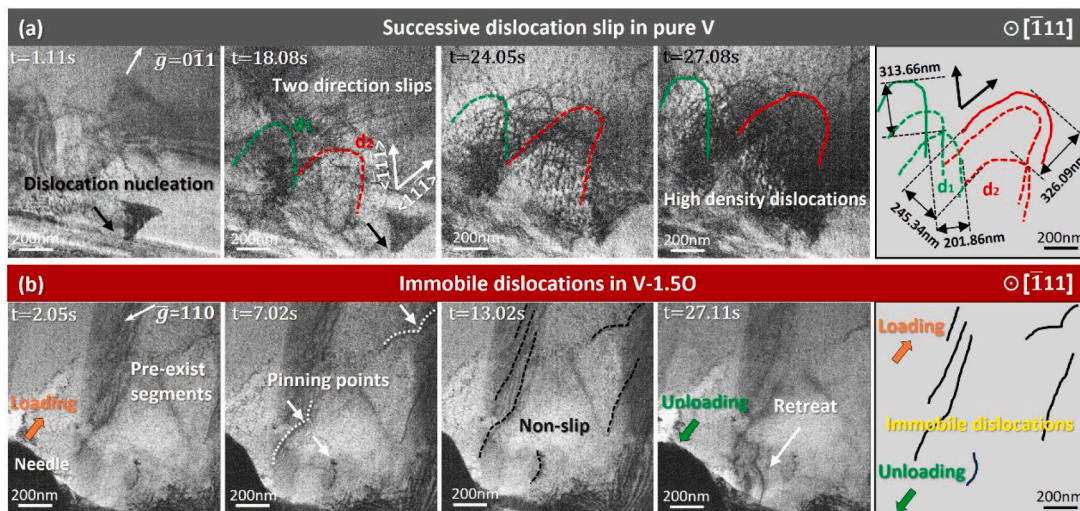 (a) Successive dislocation slip in pure V ⊙[1̅11]
t=1.11s
g̅=01̅1
Dislocation nucleation
200nm
t=18.08s
Two direction slips
d₁
d₂
<111>
<111>
200nm
t=24.05s
200nm
t=27.08s
High density dislocations
200nm
313.66nm
d₁
d₂
326.09nm
245.34nm
201.86nm
200nm
(b) Immobile dislocations in V-1.5O ⊙[1̅11]
t=2.05s
g̅=110
Pre-exist
segments
Loading
Needle
200nm
t=7.02s
Pinning points
200nm
t=13.02s
Non-slip
200nm
t=27.11s
Unloading
Retreat
200nm
Loading
Immobile dislocations
Unloading
200nm